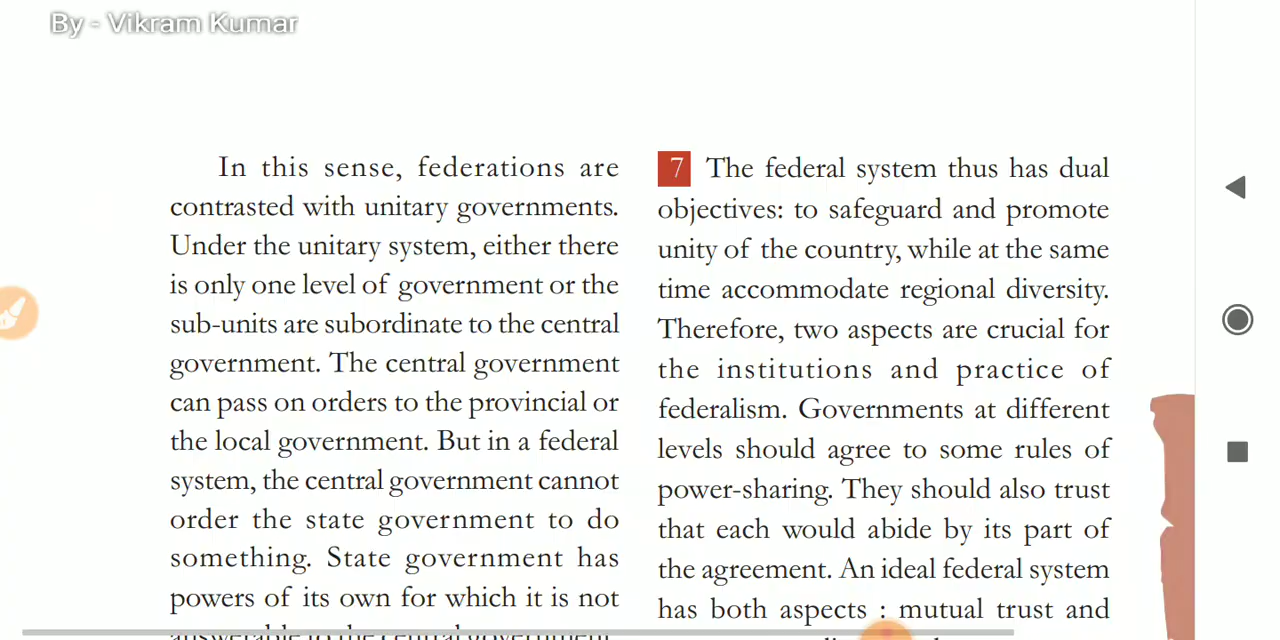 By - Vikram Kumar
In this sense, federations are
contrasted with unitary governments.
Under the unitary system, either there
is only one level of government or the
sub-units are subordinate to the central
government. The central government
can pass on orders to the provincial or
the local government. But in a federal
system, the central government cannot
order the state government to do
something. State government has
powers of its own for which it is not
answerable to the central government.
7 The federal system thus has dual
objectives: to safeguard and promote
unity of the country, while at the same
time accommodate regional diversity.
Therefore, two aspects are crucial for
the institutions and practice of
federalism. Governments at different
levels should agree to some rules of
power-sharing. They should also trust
that each would abide by its part of
the agreement. An ideal federal system
has both aspects : mutual trust and